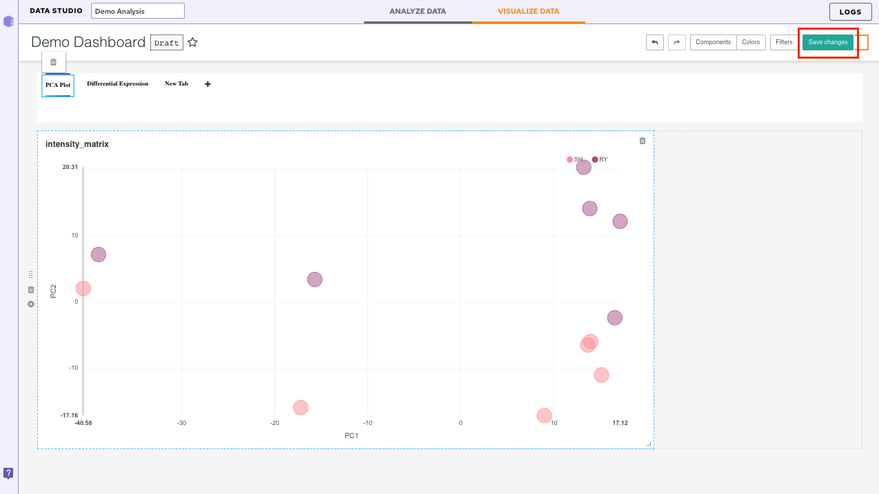 DATA STUDIO
Demo Analysis
ANALYZE DATA
VISUALIZE DATA
LOGS
Demo Dashboard
Draft
Components
Colors
Filters
Save changes
PCA Plot
Differential Expression
New Tab
+
intensity_matrix
RY
20.31
10
0
-10
-17.16
PC2
-40.58
-30
-20
-10
0
10
17.12
PC1
?